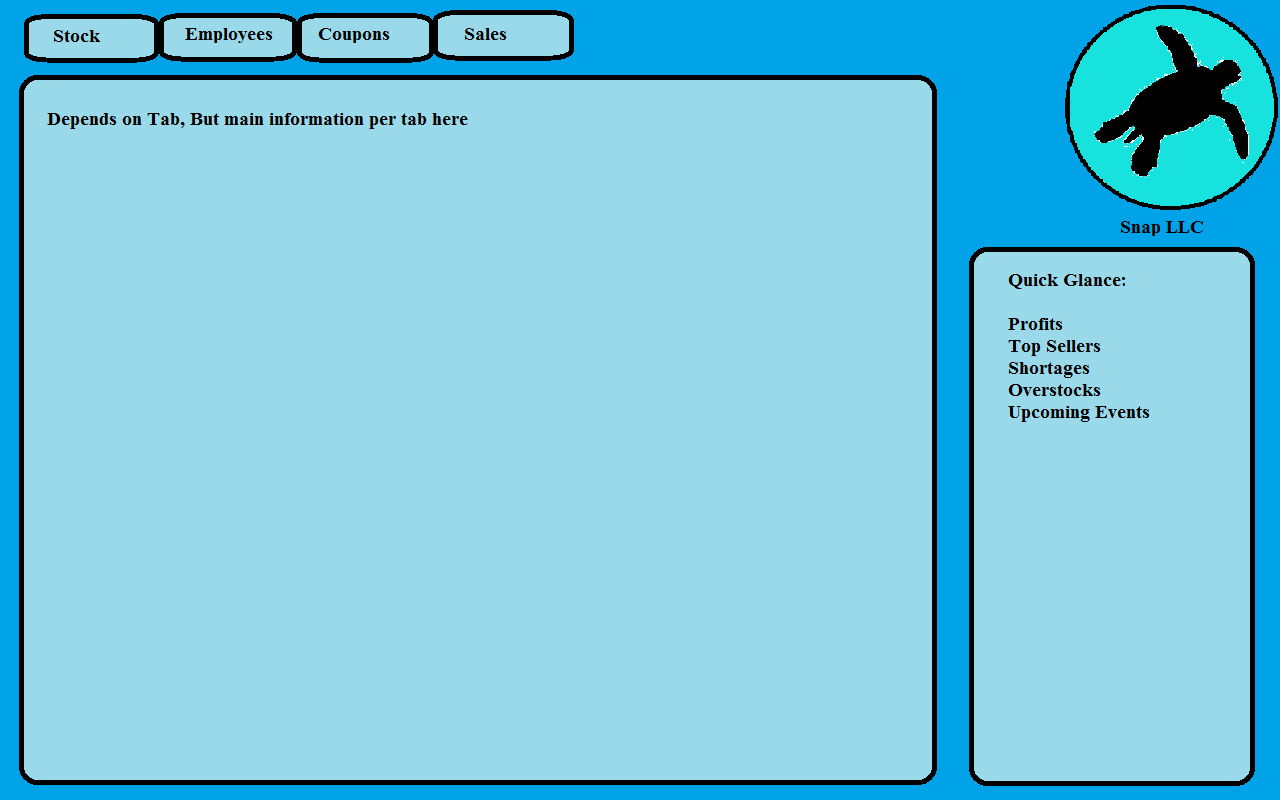 Stock
Employees
Coupons
Sales
Depends on Tab, But main information per tab here
Snap LLC
Quick Glance:
Profits
Top Sellers
Shortages
Overstocks
Upcoming Events